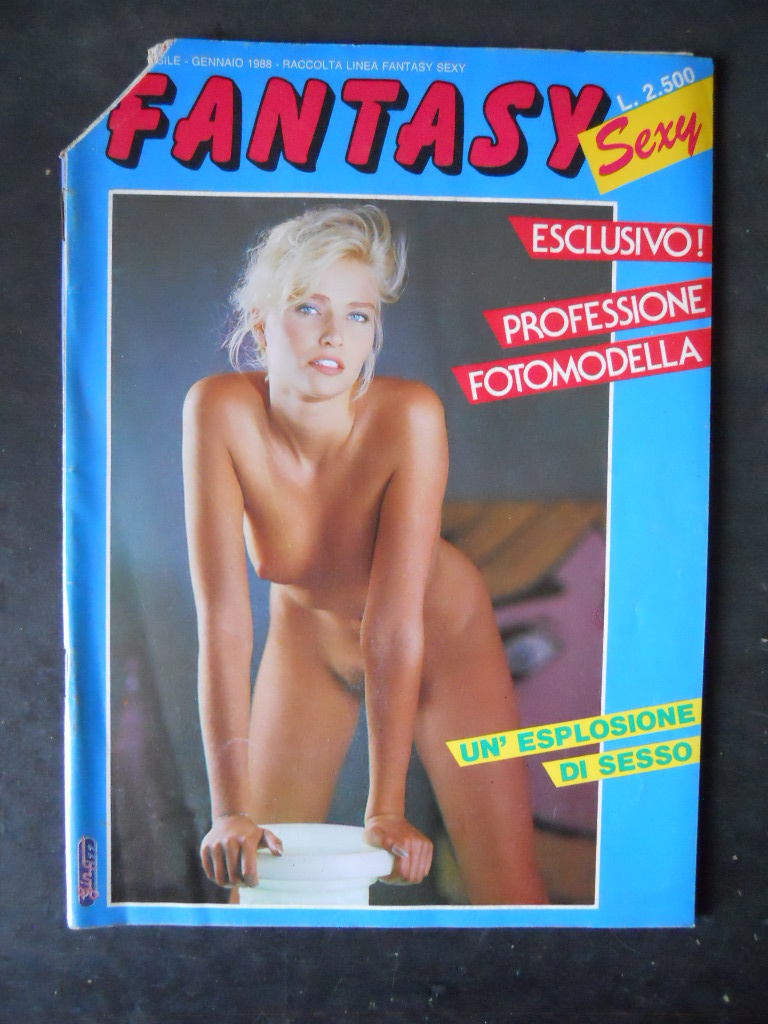 - GENNAIO 1988 - RACCOLTA LINEA FANTASY SEXY
L. 2.500
FANTASY
Sexy
ESCLUSIVO!
PROFESSIONE
FOTOMODELLA
UN' ESPLOSIONE
DI SESSO